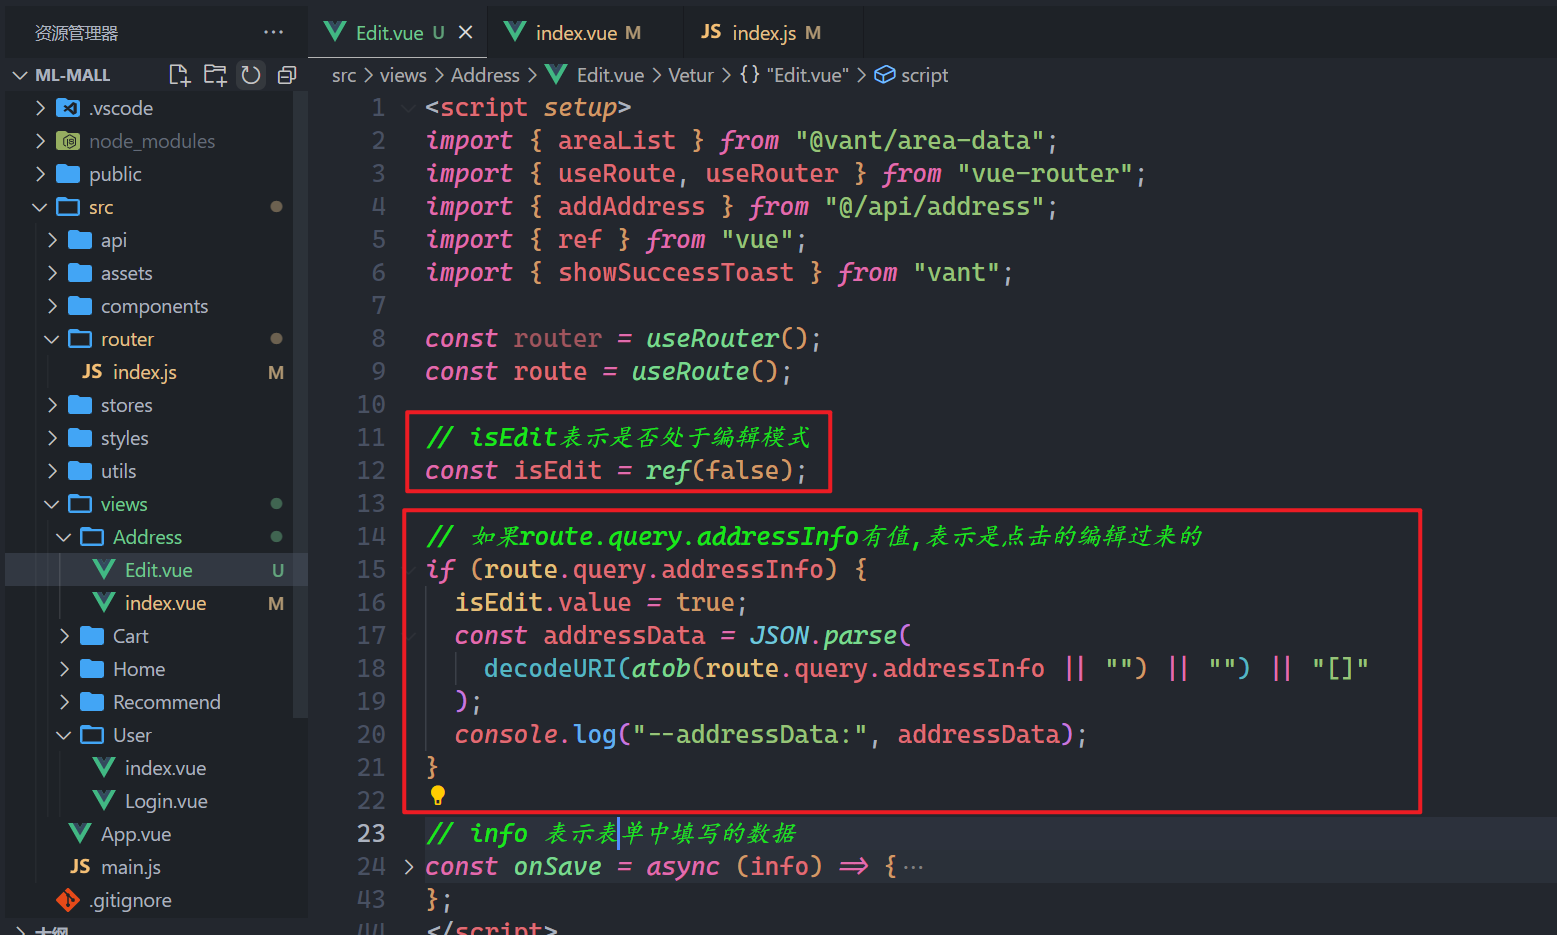 资源管理器 ···
Edit.vue U ×
index.vue M
JS index.js M
ML-MALL
src > views > Address > Edit.vue > Vetur > {} "Edit.vue" > script
.vscode
node_modules
public
src
api
assets
components
router
JS index.js M
stores
styles
utils
views
Address
Edit.vue U
index.vue M
Cart
Home
Recommend
User
index.vue
Login.vue
App.vue
JS main.js
.gitignore
大纲
1 <script setup>
2 import { areaList } from "@vant/area-data";
3 import { useRoute, useRouter } from "vue-router";
4 import { addAddress } from "@/api/address";
5 import { ref } from "vue";
6 import { showSuccessToast } from "vant";
7
8 const router = useRouter();
9 const route = useRoute();
10
11 // isEdit表示是否处于编辑模式
12 const isEdit = ref(false);
13
14 // 如果route.query.addressInfo有值,表示是点击的编辑过来的
15 if (route.query.addressInfo) {
16 isEdit.value = true;
17 const addressData = JSON.parse(
18 decodeURI(atob(route.query.addressInfo || "") || "") || "[]"
19 );
20 console.log("--addressData:", addressData);
21 }
22
23 // info 表示表单中填写的数据
24 const onSave = async (info) => { ···
43 };
44 </script>